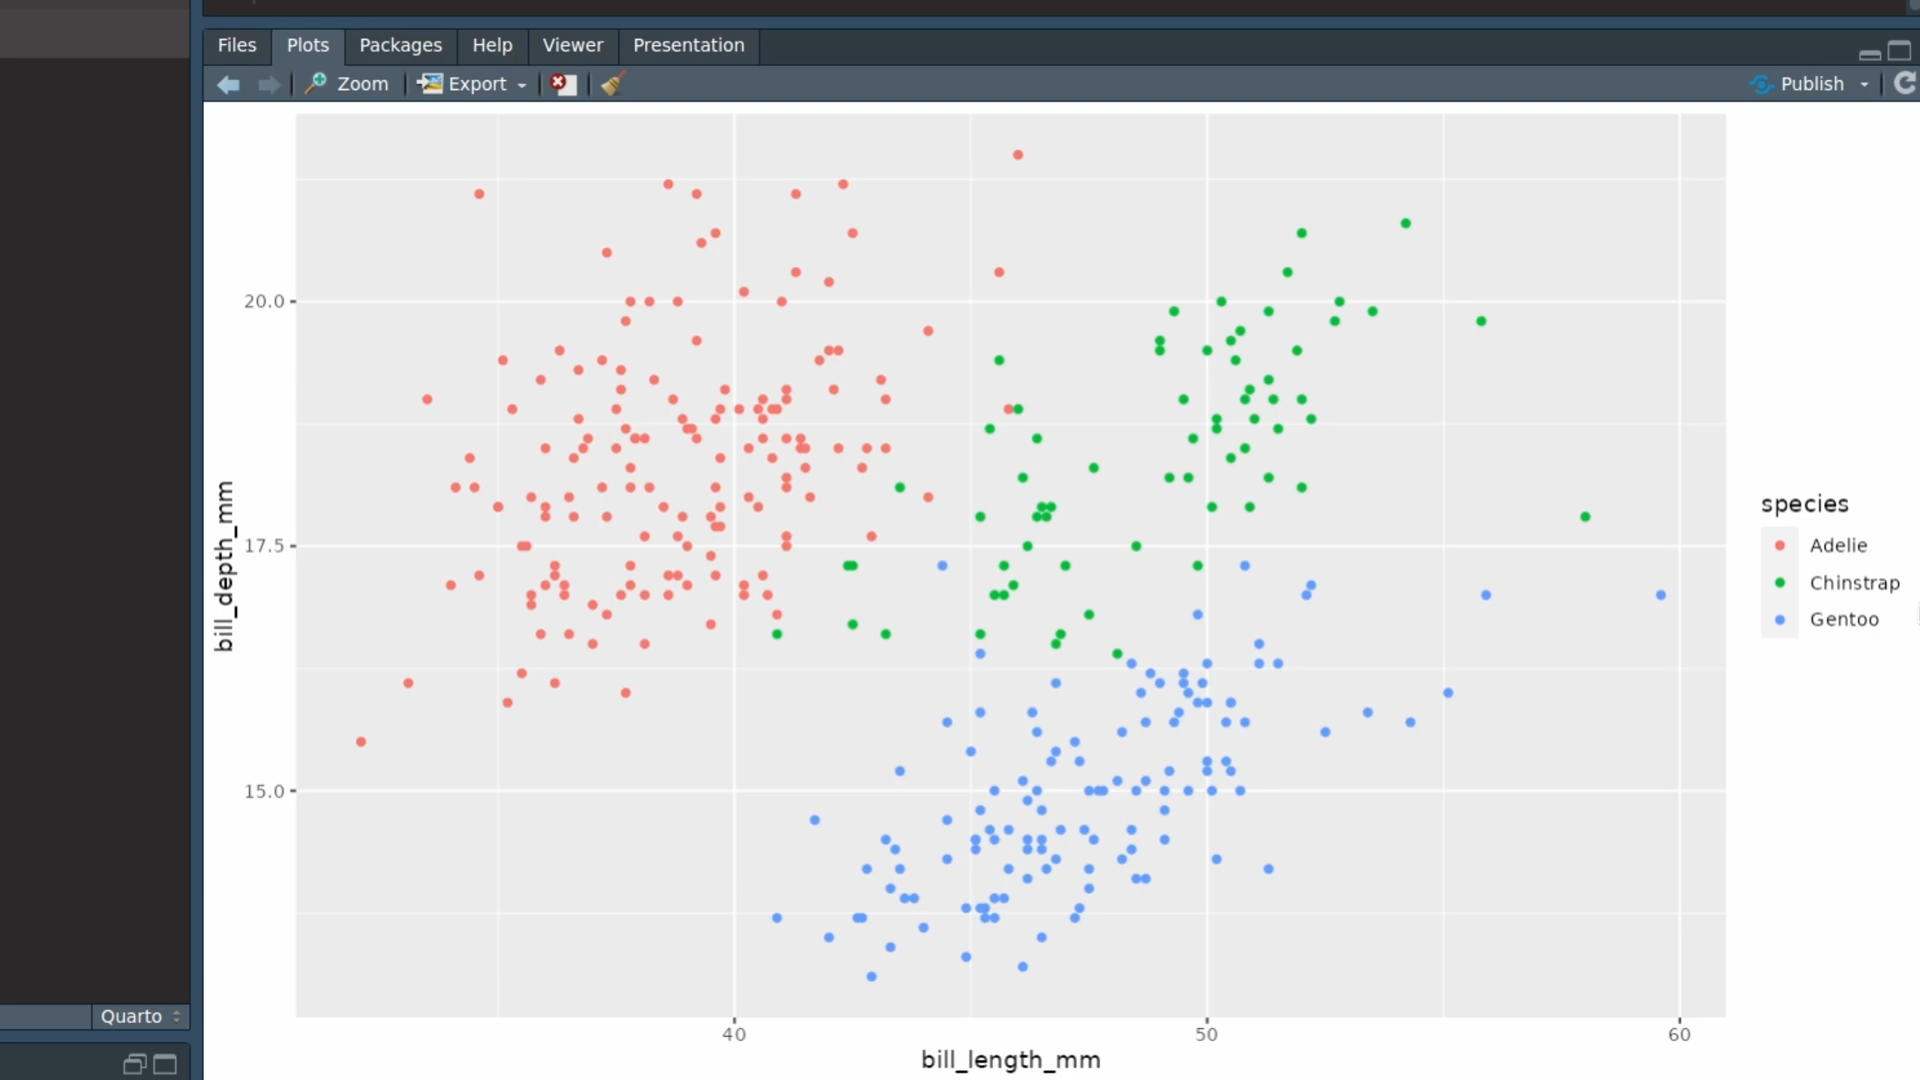 Files Plots Packages Help Viewer Presentation
Zoom Export Publish
20.0
17.5
15.0
bill_depth_mm
40 50 60
bill_length_mm
species
Adelie
Chinstrap
Gentoo
Quarto